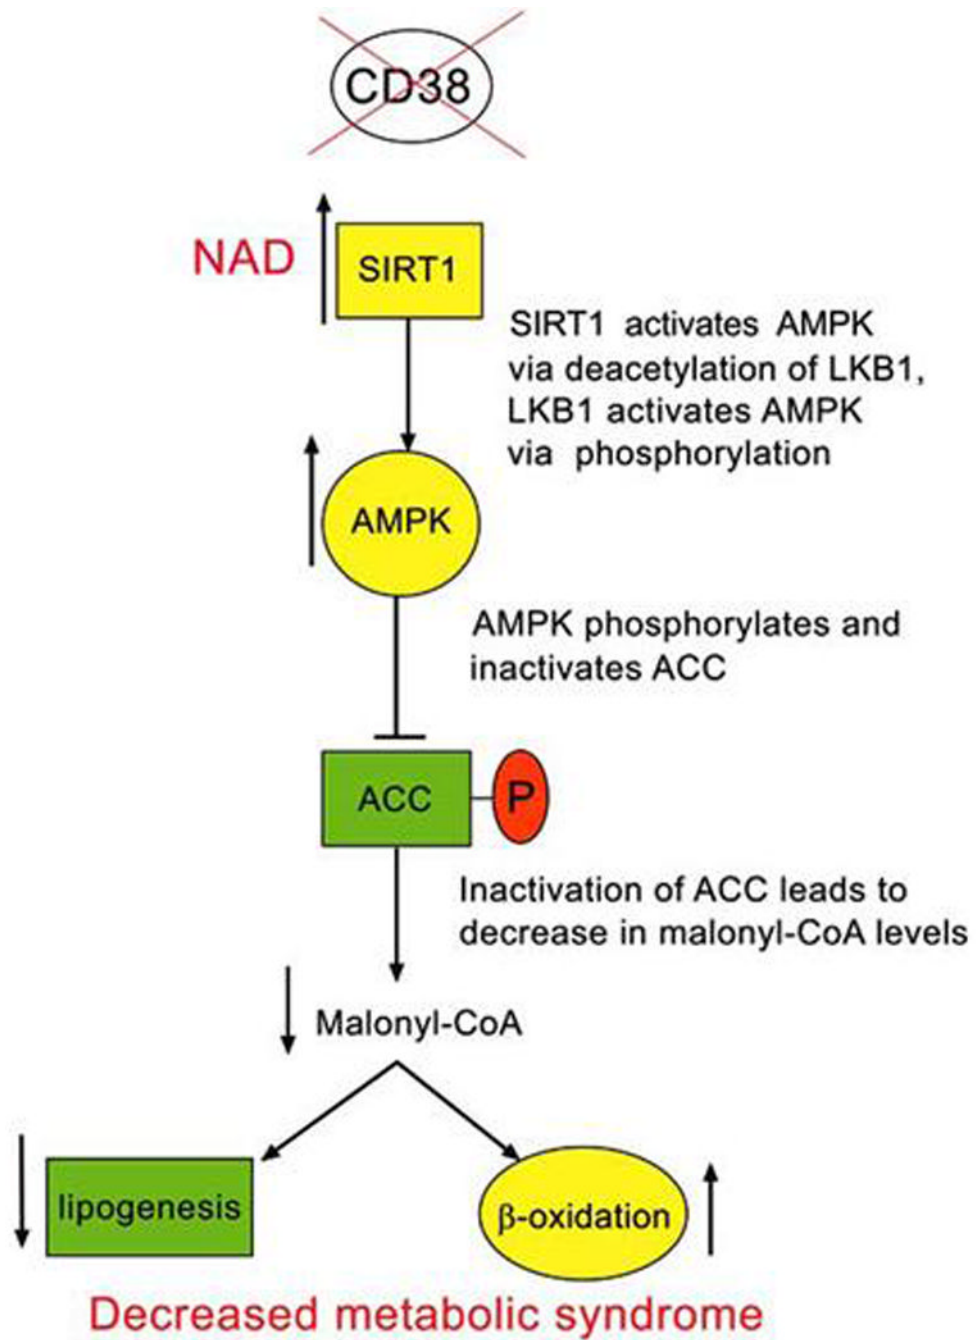 CD38
NAD
SIRT1
SIRT1 activates AMPK
via deacetylation of LKB1,
LKB1 activates AMPK
via phosphorylation
AMPK
AMPK phosphorylates and
inactivates ACC
ACC
P
Inactivation of ACC leads to
decrease in malonyl-CoA levels
Malonyl-CoA
lipogenesis
β-oxidation
Decreased metabolic syndrome